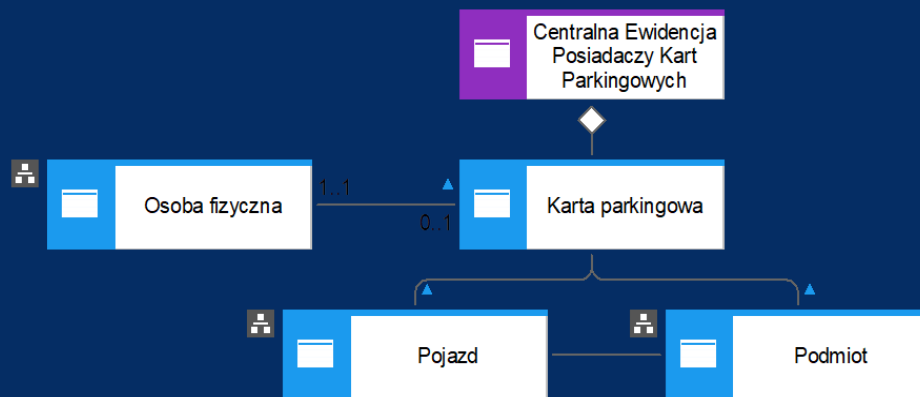 Centralna Ewidencja
Posiadaczy Kart
Parkingowych
Osoba fizyczna
1..1
0..1
Karta parkingowa
Pojazd
Podmiot